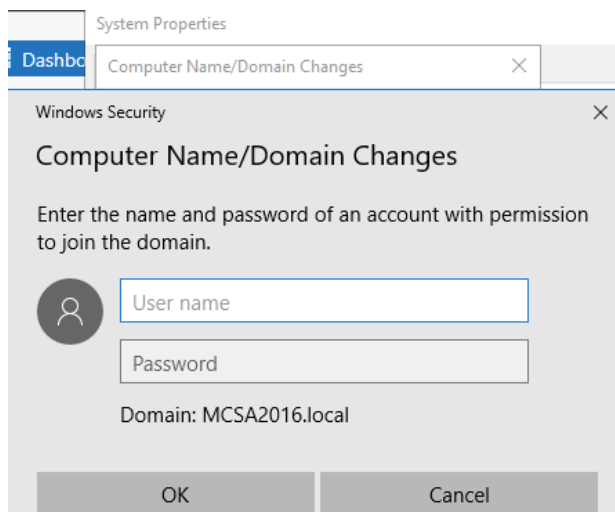 System Properties
Dashbo
Computer Name/Domain Changes
Windows Security
Computer Name/Domain Changes
Enter the name and password of an account with permission
to join the domain.
User name
Password
Domain: MCSA2016.local
OK
Cancel